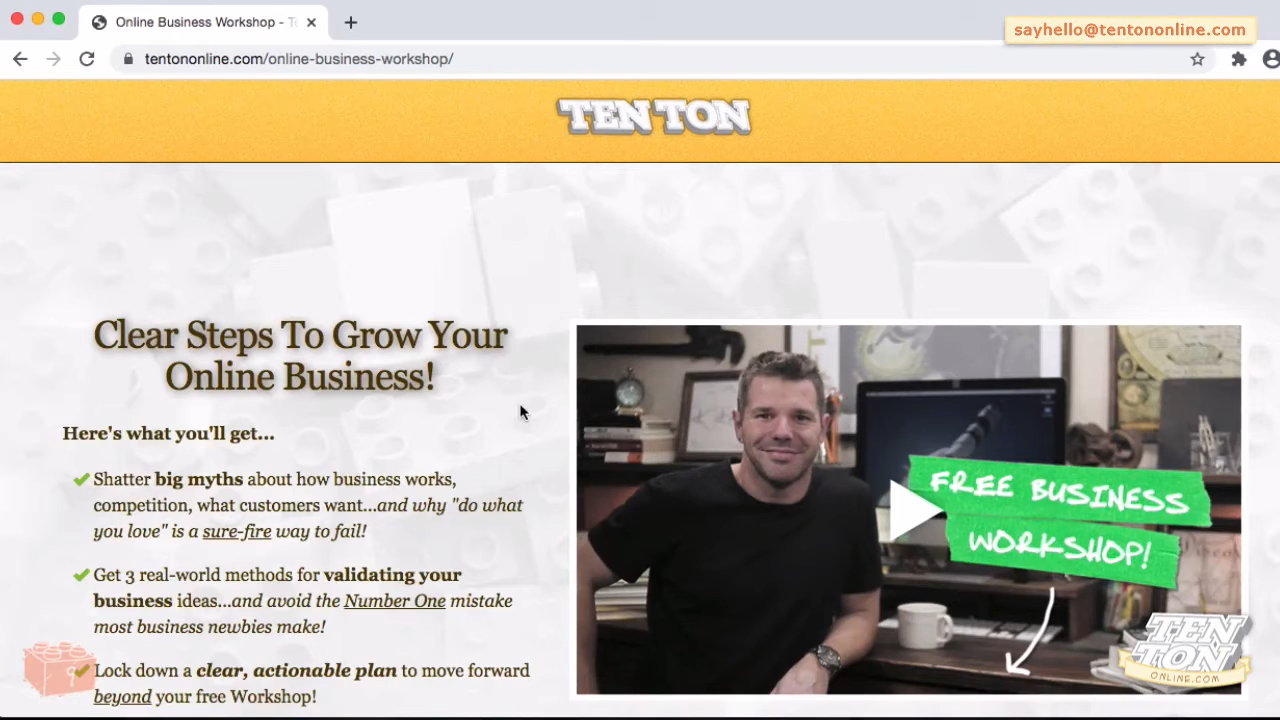 Online Business Workshop - T
sayhello@tentononline.com
tentononline.com/online-business-workshop/
TEN TON
Clear Steps To Grow Your
Online Business!
Here's what you'll get...
Shatter big myths about how business works,
competition, what customers want...and why "do what
you love" is a sure-fire way to fail!
Get 3 real-world methods for validating your
business ideas...and avoid the Number One mistake
most business newbies make!
Lock down a clear, actionable plan to move forward
beyond your free Workshop!
FREE BUSINESS
WORKSHOP!
TEN
TON
ONLINE.COM